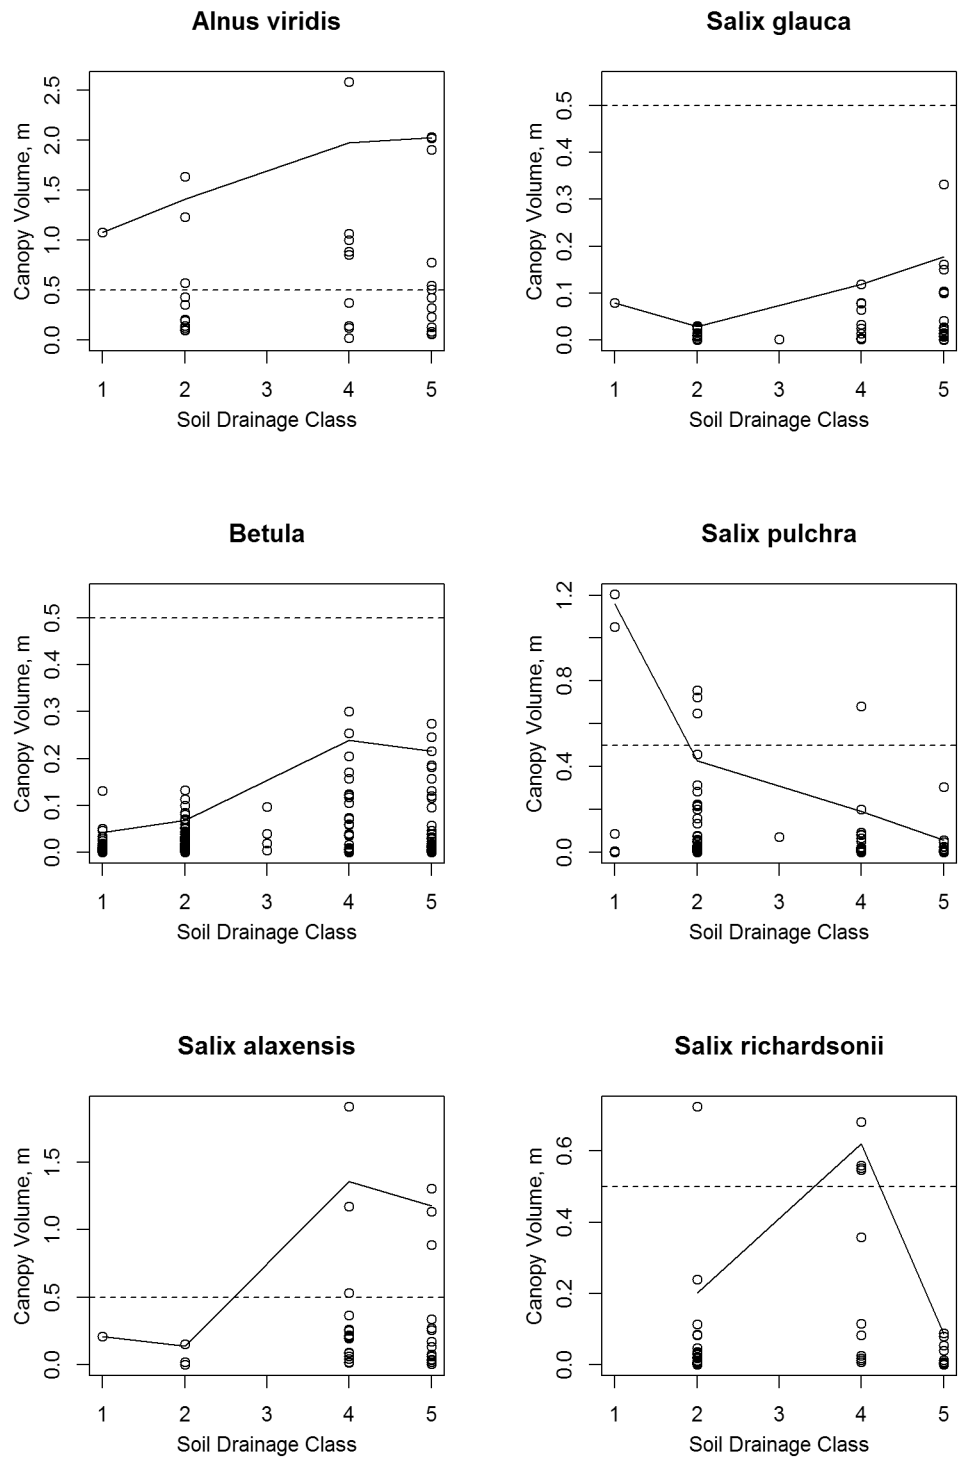 Alnus viridis
Canopy Volume, m
0.0 0.5 1.0 1.5 2.0 2.5
1 2 3 4 5
Soil Drainage Class
Salix glauca
Canopy Volume, m
0.0 0.1 0.2 0.3 0.4 0.5
1 2 3 4 5
Soil Drainage Class
Betula
Canopy Volume, m
0.0 0.1 0.2 0.3 0.4 0.5
1 2 3 4 5
Soil Drainage Class
Salix pulchra
Canopy Volume, m
0.0 0.4 0.8 1.2
1 2 3 4 5
Soil Drainage Class
Salix alaxensis
Canopy Volume, m
0.0 0.5 1.0 1.5
1 2 3 4 5
Soil Drainage Class
Salix richardsonii
Canopy Volume, m
0.0 0.2 0.4 0.6
1 2 3 4 5
Soil Drainage Class